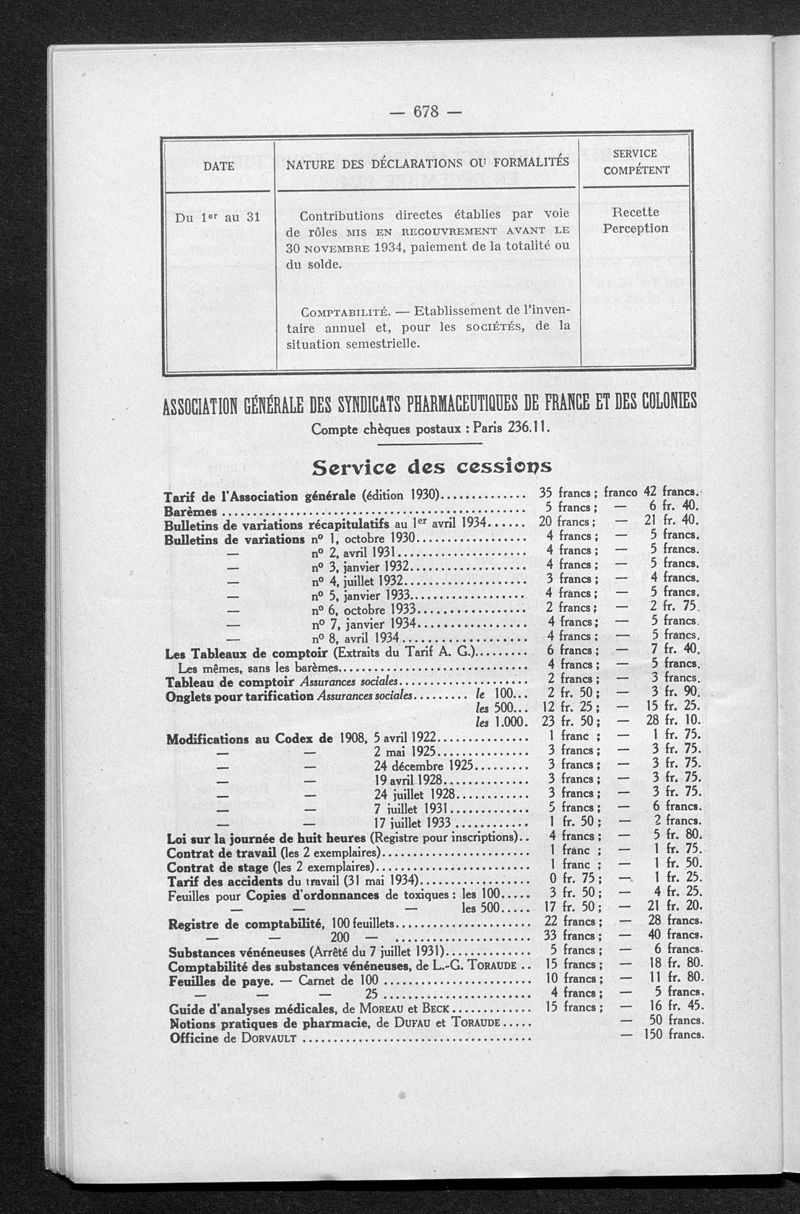 — 678 —
DATE
NATURE DES DÉCLARATIONS OU FORMALITÉS
SERVICE
COMPÉTENT
Du 1er au 31
Contributions directes établies par voie
de rôles MIS EN RECOUVREMENT AVANT LE
30 NOVEMBRE 1934, paiement de la totalité ou
du solde.
Recette
Perception
COMPTABILITÉ. — Etablissement de l'inven-
taire annuel et, pour les SOCIÉTÉS, de la
situation semestrielle.
ASSOCIATION GÉNÉRALE DES SYNDICATS PHARMACEUTIQUES DE FRANCE ET DES COLONIES
Compte chèques postaux : Paris 236.11.
Service des cessions
Tarif de l'Association générale (édition 1930).............. 35 francs ; franco 42 francs.
Barèmes ................................................ 5 francs ; — 6 fr. 40.
Bulletins de variations récapitulatifs au 1er avril 1934...... 20 francs ; — 21 fr. 40.
Bulletins de variations n° 1, octobre 1930.................. 4 francs ; — 5 francs.
— n° 2, avril 1931..................... 4 francs ; — 5 francs.
— n° 3, janvier 1932................... 4 francs ; — 5 francs.
— n° 4, juillet 1932.................... 3 francs ; — 4 francs.
— n° 5, janvier 1933................... 4 francs ; — 5 francs.
— n° 6, octobre 1933.................. 2 francs ; — 2 fr. 75.
— n° 7, janvier 1934.................. 4 francs ; — 5 francs.
— n° 8, avril 1934.................... 4 francs : — 5 francs.
Les Tableaux de comptoir (Extraits du Tarif A. G.)......... 6 francs ; — 7 fr. 40.
Les mêmes, sans les barèmes.............................. 4 francs ; — 5 francs.
Tableau de comptoir Assurances sociales..................... 2 francs ; — 3 francs.
Onglets pour tarification Assurances sociales......... le 100... 2 fr. 50 ; — 3 fr. 90.
les 500... 12 fr. 25 ; — 15 fr. 25.
les 1.000. 23 fr. 50 ; — 28 fr. 10.
Modifications au Codex de 1908, 5 avril 1922............... 1 franc ; — 1 fr. 75.
— — 2 mai 1925............... 3 francs ; — 3 fr. 75.
— — 24 décembre 1925......... 3 francs ; — 3 fr. 75.
— — 19 avril 1928.............. 3 francs ; — 3 fr. 75.
— — 24 juillet 1928............ 3 francs ; — 3 fr. 75.
— — 7 juillet 1931............. 5 francs ; — 6 francs.
— — 17 juillet 1933 ............ 1 fr. 50 ; — 2 francs.
Loi sur la journée de huit heures (Registre pour inscriptions).. 4 francs ; — 5 fr. 80.
Contrat de travail (les 2 exemplaires)........................ 1 franc ; — 1 fr. 75.
Contrat de stage (les 2 exemplaires)......................... 1 franc ; — 1 fr. 50.
Tarif des accidents du travail (31 mai 1934).................. 0 fr. 75 ; — 1 fr. 25.
Feuilles pour Copies d'ordonnances de toxiques : les 100..... 3 fr. 50 ; — 4 fr. 25.
— — — les 500..... 17 fr. 50 ; — 21 fr. 20.
Registre de comptabilité, 100 feuillets...................... 22 francs ; — 28 francs.
— — 200 — ...................... 33 francs ; — 40 francs.
Substances vénéneuses (Arrêté du 7 juillet 1931).............. 5 francs ; — 6 francs.
Comptabilité des substances vénéneuses, de L.-G. TORAUDE .. 15 francs ; — 18 fr. 80.
Feuilles de paye. — Carnet de 100 ........................ 10 francs ; — 11 fr. 80.
— — — 25 ........................ 4 francs ; — 5 francs.
Guide d'analyses médicales, de MOREAU et BECK............. 15 francs ; — 16 fr. 45.
Notions pratiques de pharmacie, de DUFAU et TORAUDE..... — 50 francs.
Officine de DORVAULT ..................................... — 150 francs.